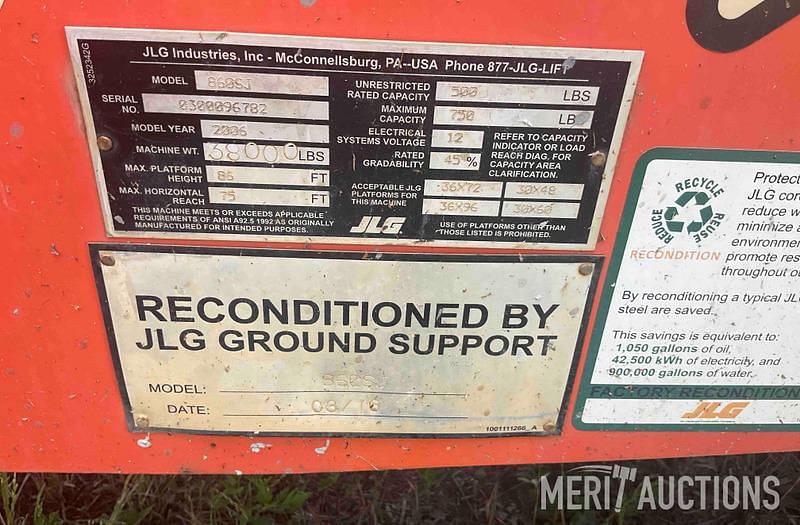 3252342G
JLG Industries, Inc - McConnellsburg, PA--USA Phone 877-JLG-LIFT
MODEL 860SJ
SERIAL NO. 0300096782
MODEL YEAR 2006
MACHINE WT. 38000 LBS
MAX. PLATFORM HEIGHT 86 FT
MAX. HORIZONTAL REACH 75 FT
THIS MACHINE MEETS OR EXCEEDS APPLICABLE
REQUIREMENTS OF ANSI A92.5 1992 AS ORIGINALLY
MANUFACTURED FOR INTENDED PURPOSES.
UNRESTRICTED
RATED CAPACITY 500 LBS
MAXIMUM
CAPACITY 750 LBS
ELECTRICAL
SYSTEMS VOLTAGE 12
RATED
GRADABILITY 45 %
REFER TO CAPACITY
INDICATOR OR LOAD
REACH DIAG. FOR
CAPACITY AREA
CLARIFICATION.
ACCEPTABLE JLG
PLATFORMS FOR
THIS MACHINE
36X72 30X48
36X96 30X60
JLG
USE OF PLATFORMS OTHER THAN
THOSE LISTED IS PROHIBITED.
RECONDITIONED BY
JLG GROUND SUPPORT
MODEL: 860SJ
DATE: 03/16
1001111266_A
RECYCLE
REUSE
REDUCE
RECONDITION
Protect
JLG
reduce
minimize
environmen
promote
throughout
By reconditioning a typical JL
steel are saved.
This savings is equivalent to:
1,050 gallons of oil,
42,500 kWh of electricity, and
900,000 gallons of water.
FACTORY RECONDITION
JLG
MERIT AUCTIONS